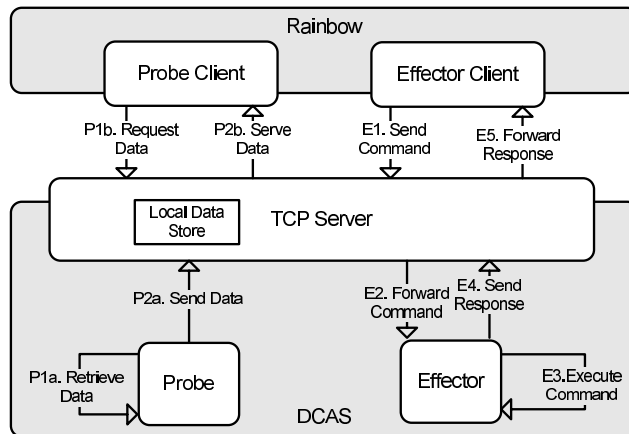 Rainbow
Probe Client
Effector Client
P1b. Request
Data
P2b. Serve
Data
E1. Send
Command
E5. Forward
Response
Local Data
Store
TCP Server
P2a. Send Data
E2. Forward
Command
E4. Send
Response
P1a. Retrieve
Data
Probe
Effector
E3.Execute
Command
DCAS